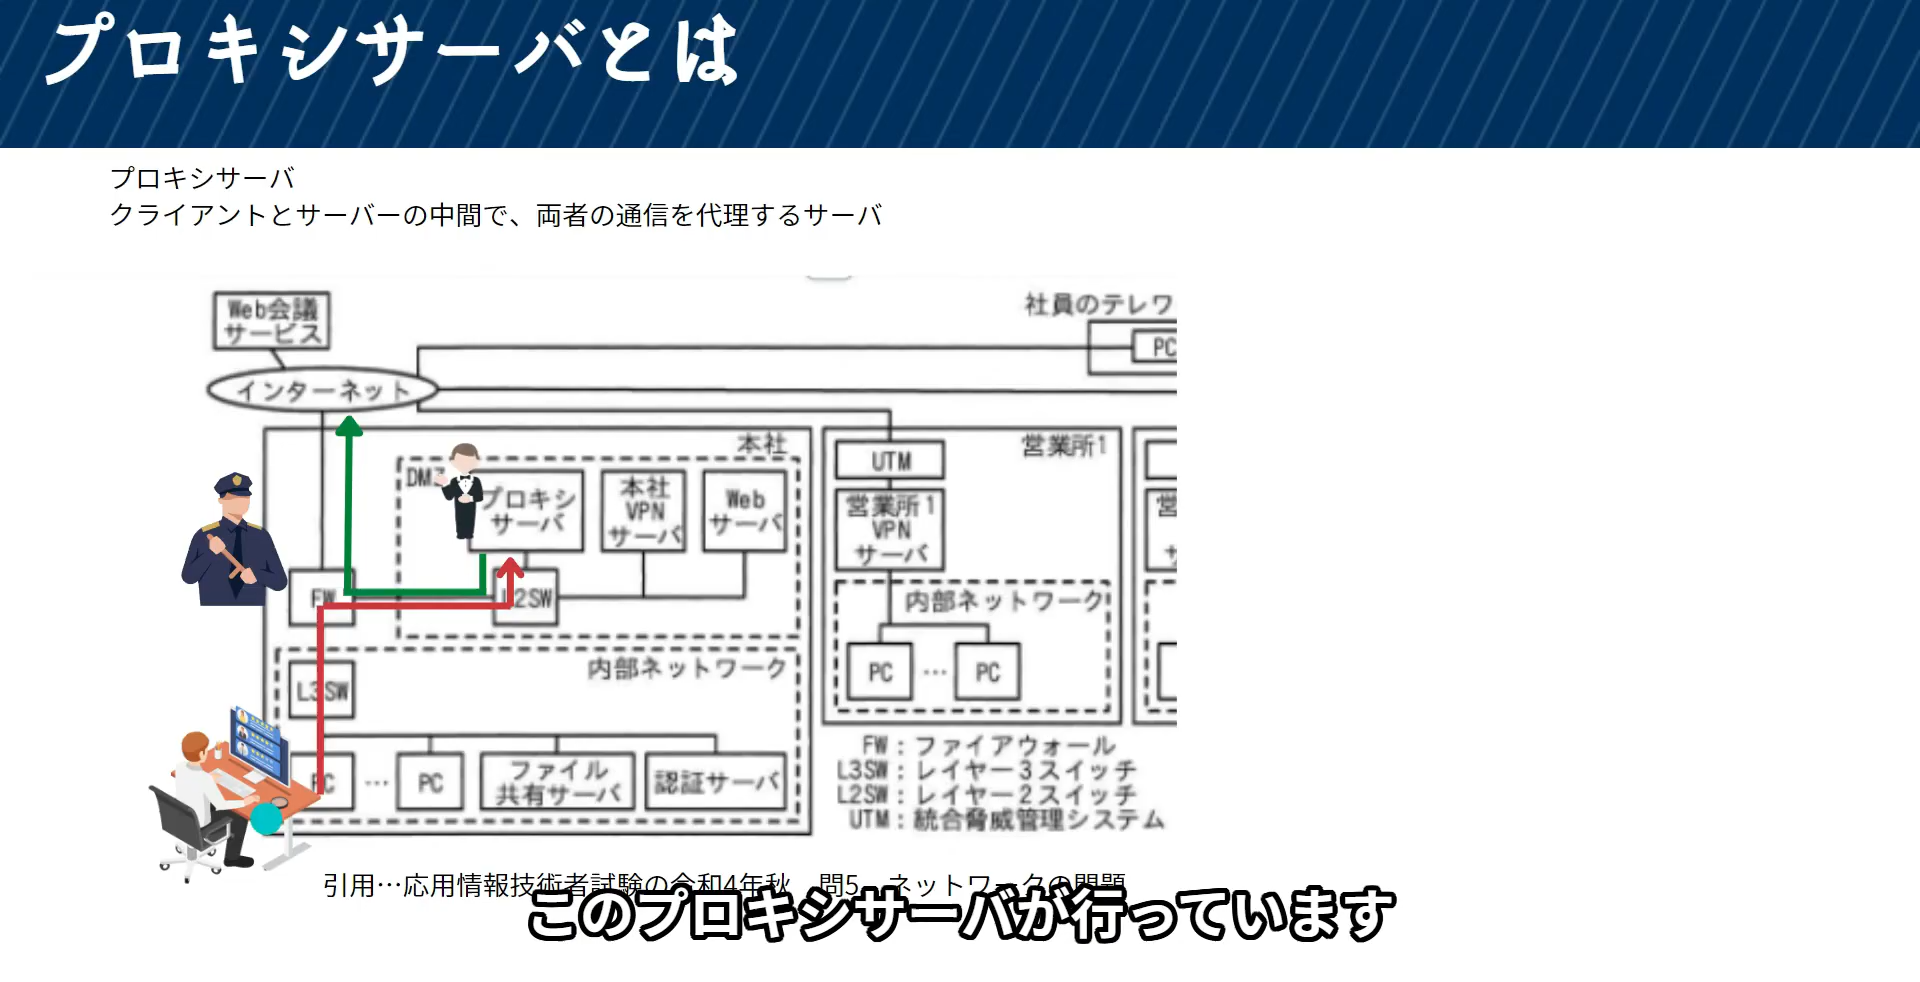 プロキシサーバとは
プロキシサーバ
クライアントとサーバーの中間で、両者の通信を代理するサーバ
Web会議
サービス
社員のテレワ
PC
インターネット
本社
営業所1
DMZ
プロキシ
サーバ
本社
VPN
サーバ
Web
サーバ
UTM
営業所1
VPN
サーバ
営
FW
L2SW
内部ネットワーク
PC
…
PC
内部ネットワーク
L3SW
PC
…
PC
ファイル
共有サーバ
認証サーバ
FW：ファイアウォール
L3SW：レイヤー3スイッチ
L2SW：レイヤー2スイッチ
UTM：統合脅威管理システム
引用…応用情報技術者試験の令和4年秋 問5 ネットワークの問題
このプロキシサーバが行っています